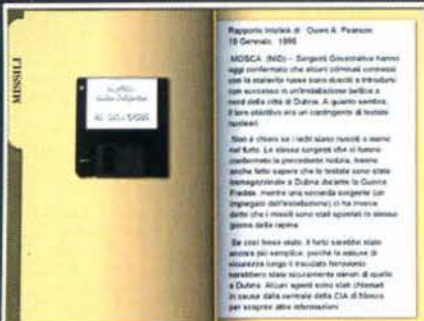 MISSILI
Rapporto Intellnk di : Owen A. Pearson
19 Gennaio, 1996
MOSCA (NID) – Sorgenti Governative hanno
oggi confermato che alcuni criminali connessi
con la malavita russa sono riusciti a introdursi
con successo in un'installazione bellica a
nord della città di Dubna. A quanto sembra,
il loro obiettivo era un contingente di testate
nucleari.
Non è chiaro se i ladri siano riusciti o meno
nel furto. Le stesse sorgenti che ci hanno
confermato la precedente notizia, hanno
anche fatto sapere che le testate sono state
immagazzinate a Dubna durante la Guerra
Fredda, mentre una seconda sorgente (un
impiegato dell'installazione) ci ha invece
detto che i missili sono stati spostati lo stesso
giorno della rapina.
Se così fosse stato, il furto sarebbe stato
ancora più semplice, poiché le misure di
sicurezza lungo il tracciato ferroviario
sarebbero state sicuramente minori di quelle
a Dubna. Alcuni agenti sono stati chiamati
in causa dalla centrale della CIA di Mosca
per scoprire altre informazioni.